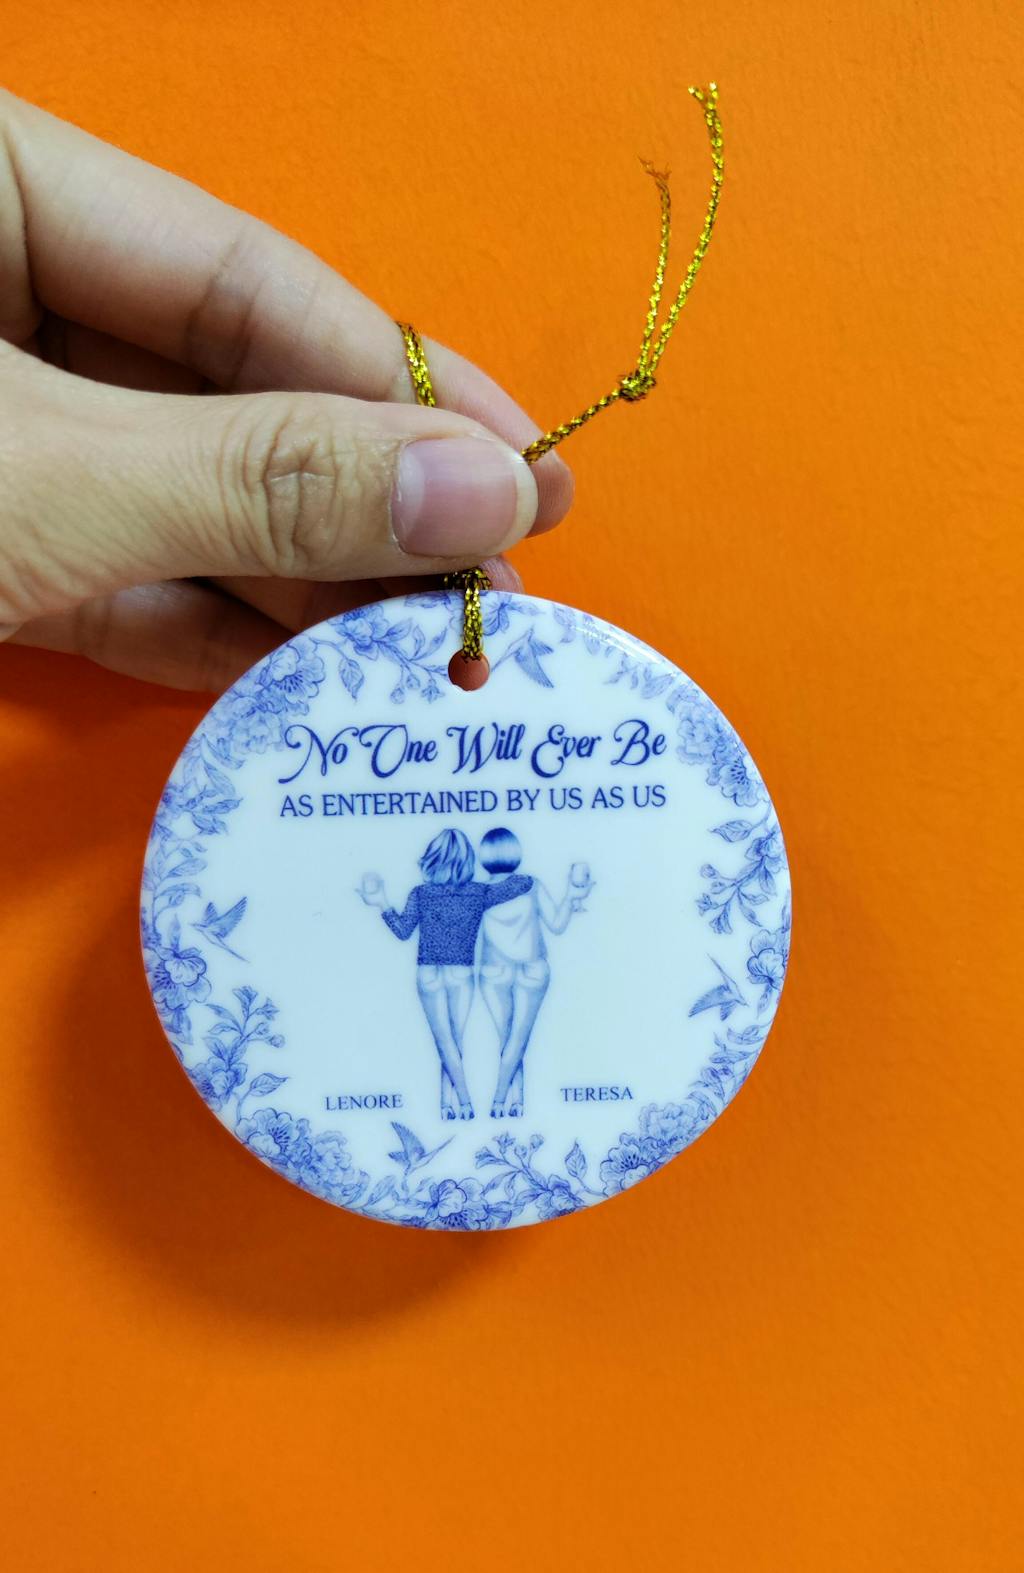 No One Will Ever Be
AS ENTERTAINED BY US AS US
LENORE
TERESA